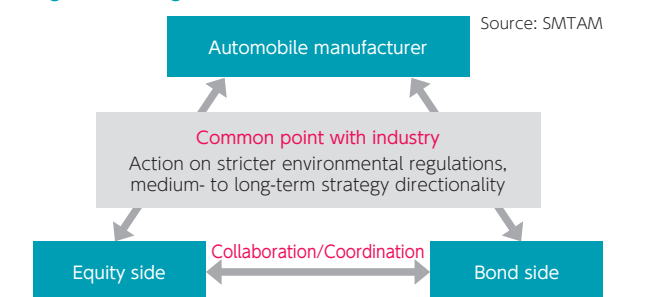 Source: SMTAM
Automobile manufacturer
Common point with industry
Action on stricter environmental regulations,
medium- to long-term strategy directionality
Collaboration/Coordination
Equity side
Bond side